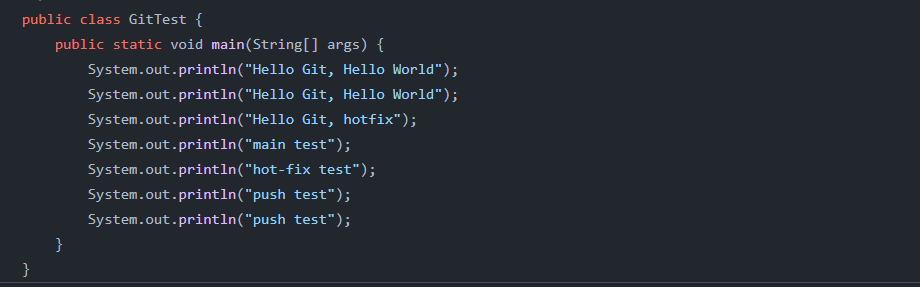 public class GitTest {
    public static void main(String[] args) {
        System.out.println("Hello Git, Hello World");
        System.out.println("Hello Git, Hello World");
        System.out.println("Hello Git, hotfix");
        System.out.println("main test");
        System.out.println("hot-fix test");
        System.out.println("push test");
        System.out.println("push test");
    }
}